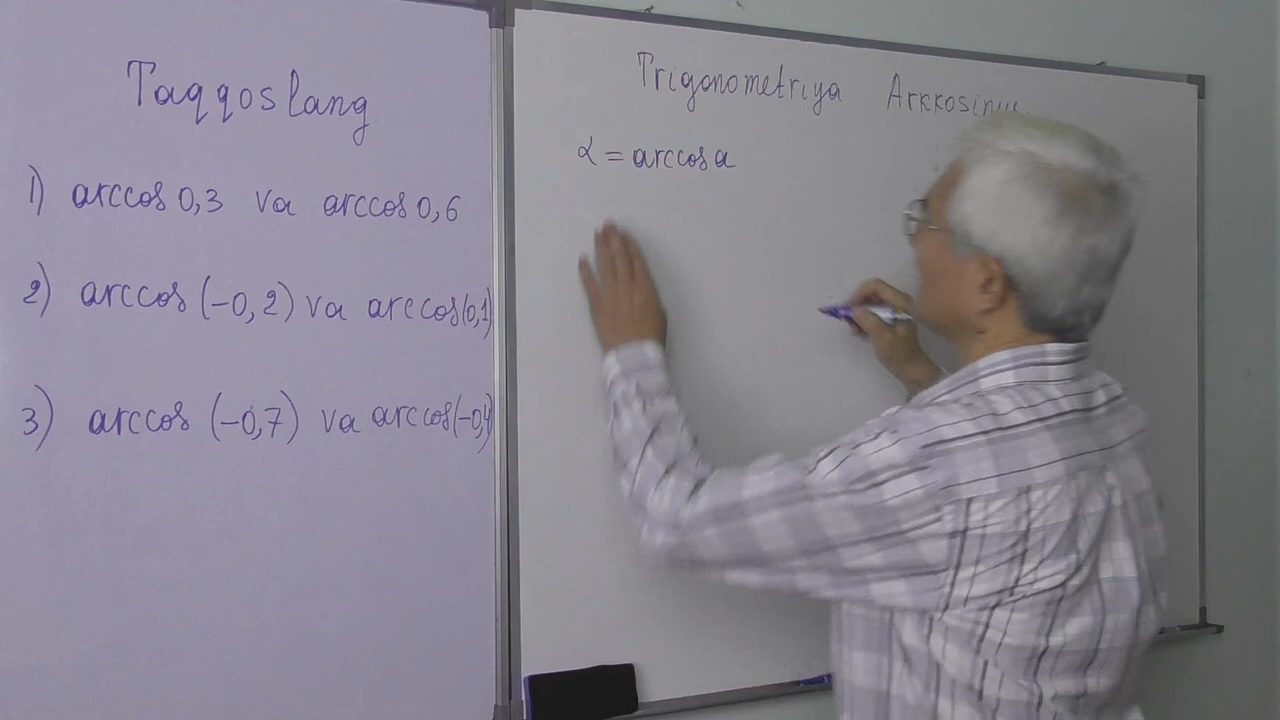 Taqqoslang
1) arccos 0,3 va arccos 0,6
2) arccos (-0,2) va arccos(0,1)
3) arccos (-0,7) va arccos(-0,4)
Trigonometriya Arkkosinus
α = arccos a